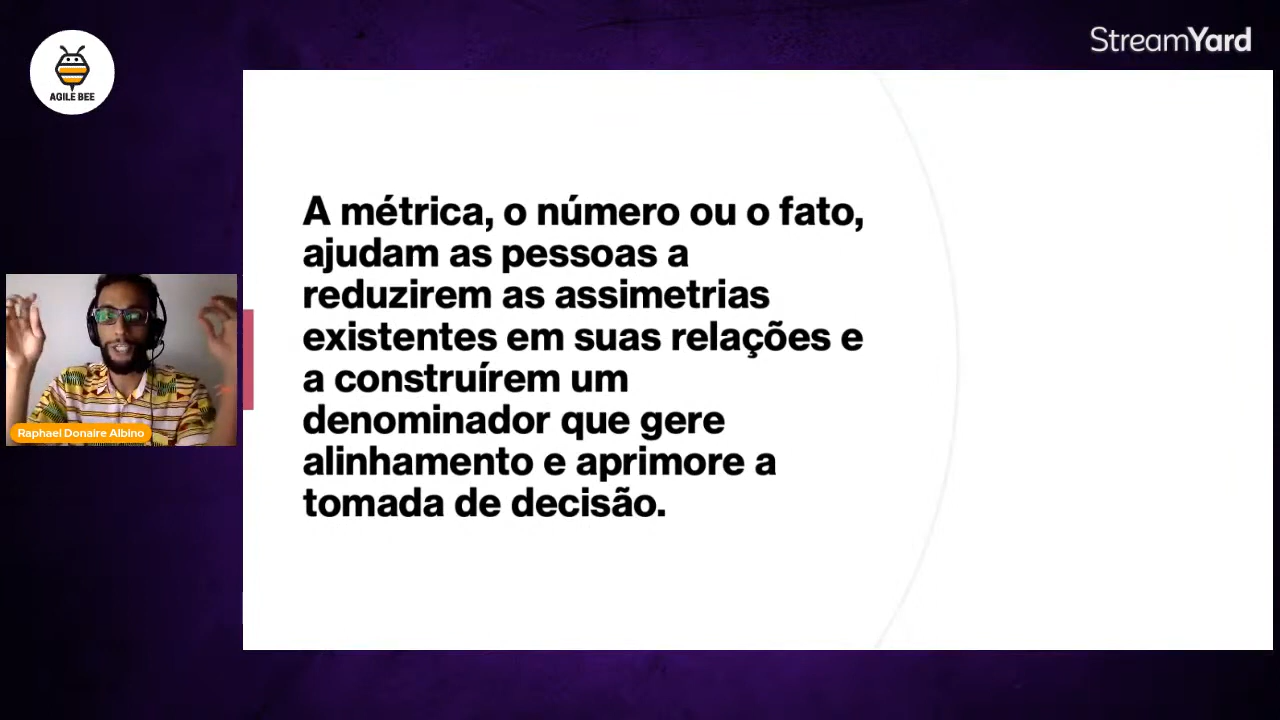 StreamYard
AGILE BEE
A métrica, o número ou o fato,
ajudam as pessoas a
reduzirem as assimetrias
existentes em suas relações e
a construírem um
denominador que gere
alinhamento e aprimore a
tomada de decisão.
Raphael Donaire Albino